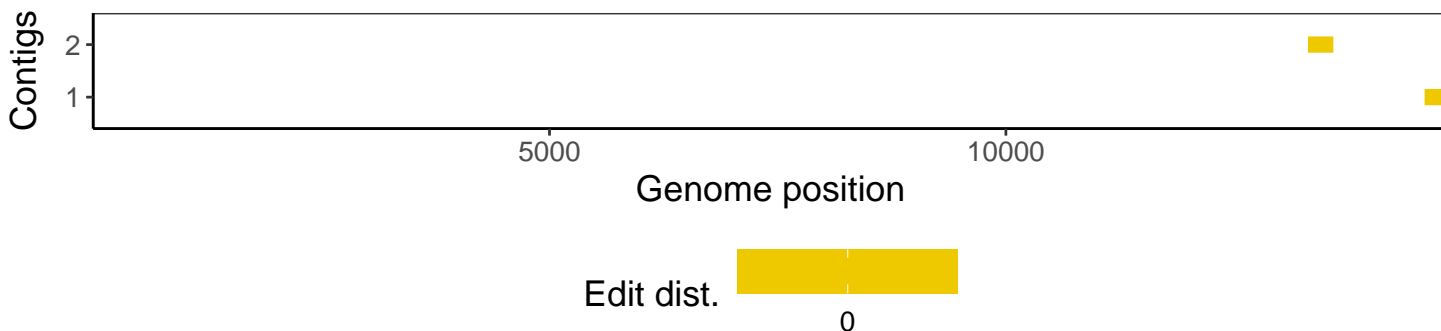 Contigs
2
1
5000 10000
Genome position
Edit dist.
0